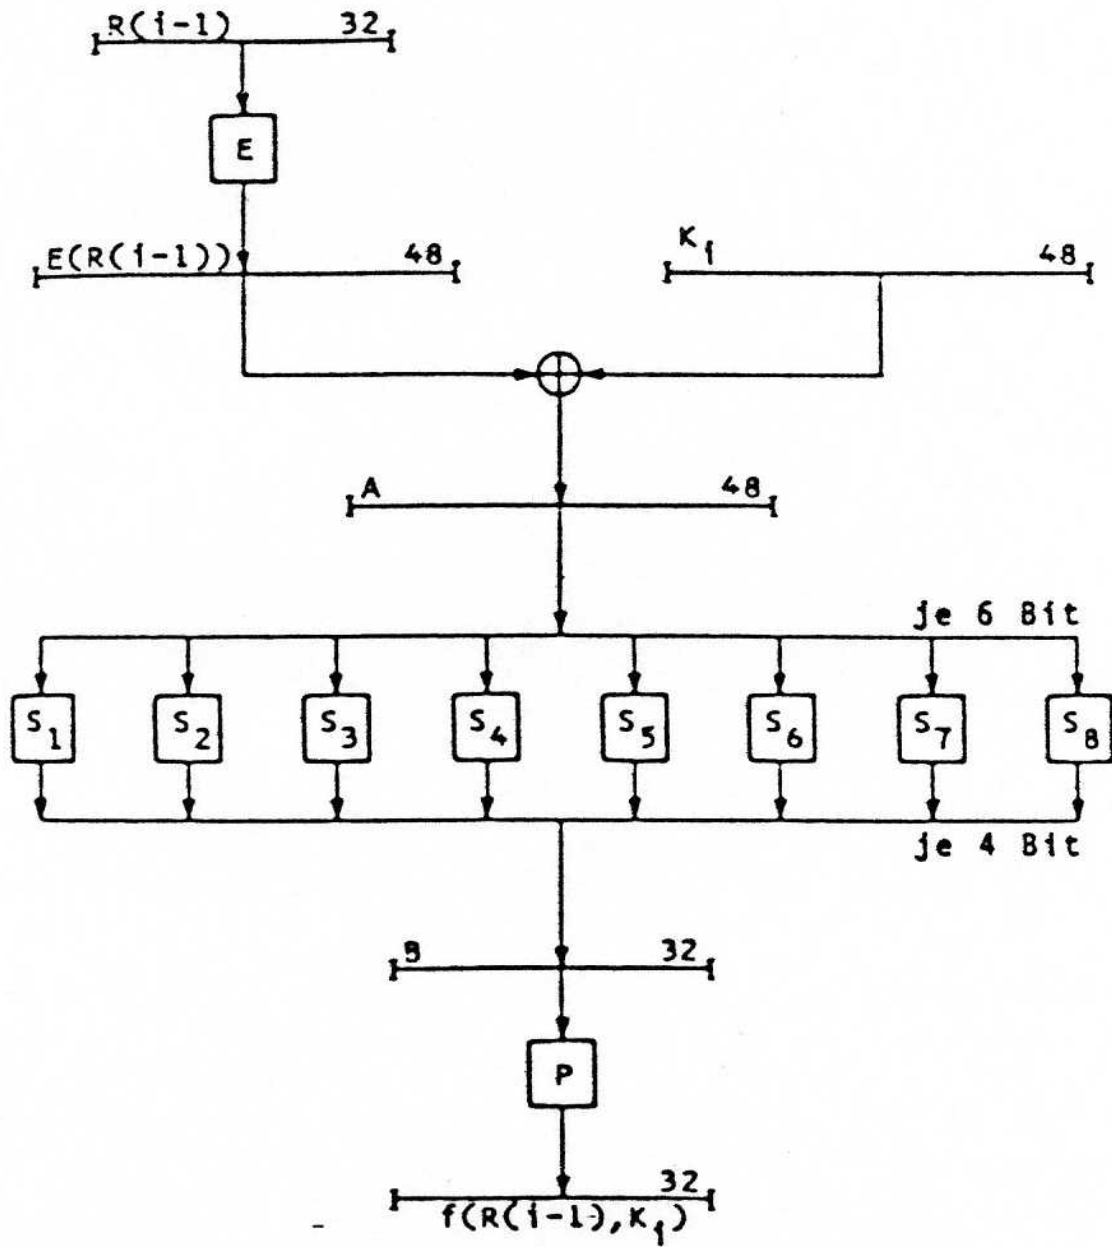 R(i-1) 32
E
E(R(i-1)) 48
K i 48
A 48
je 6 Bit
S1 S2 S3 S4 S5 S6 S7 S8
je 4 Bit
B 32
P
32
f(R(i-1),K i)